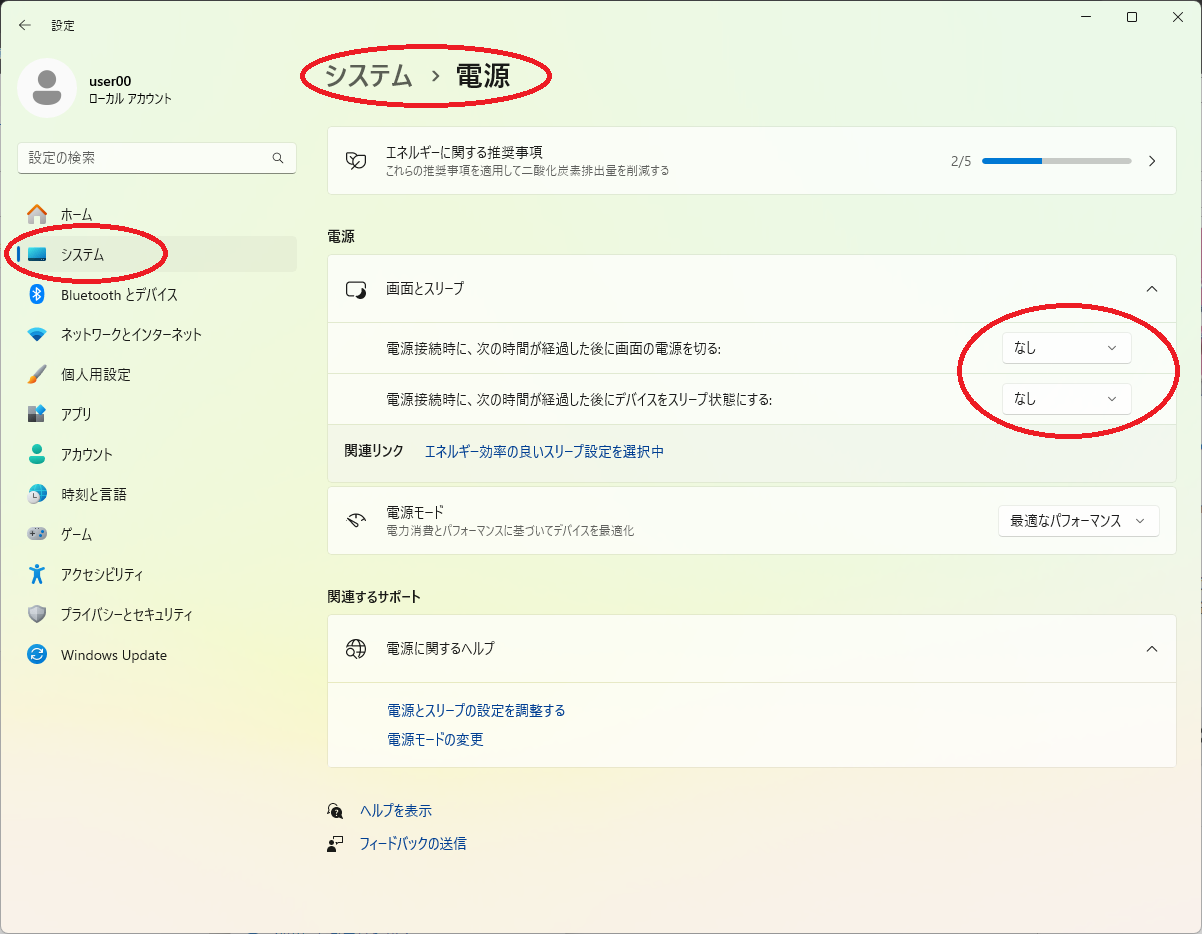 設定
user00
ローカル アカウント
設定の検索
ホーム
システム
Bluetooth とデバイス
ネットワークとインターネット
個人用設定
アプリ
アカウント
時刻と言語
ゲーム
アクセシビリティ
プライバシーとセキュリティ
Windows Update
システム › 電源
エネルギーに関する推奨事項
これらの推奨事項を適用して二酸化炭素排出量を削減する
2/5
電源
画面とスリープ
電源接続時に、次の時間が経過した後に画面の電源を切る:
なし
電源接続時に、次の時間が経過した後にデバイスをスリープ状態にする:
なし
関連リンク エネルギー効率の良いスリープ設定を選択中
電源モード
電力消費とパフォーマンスに基づいてデバイスを最適化
最適なパフォーマンス
関連するサポート
電源に関するヘルプ
電源とスリープの設定を調整する
電源モードの変更
ヘルプを表示
フィードバックの送信